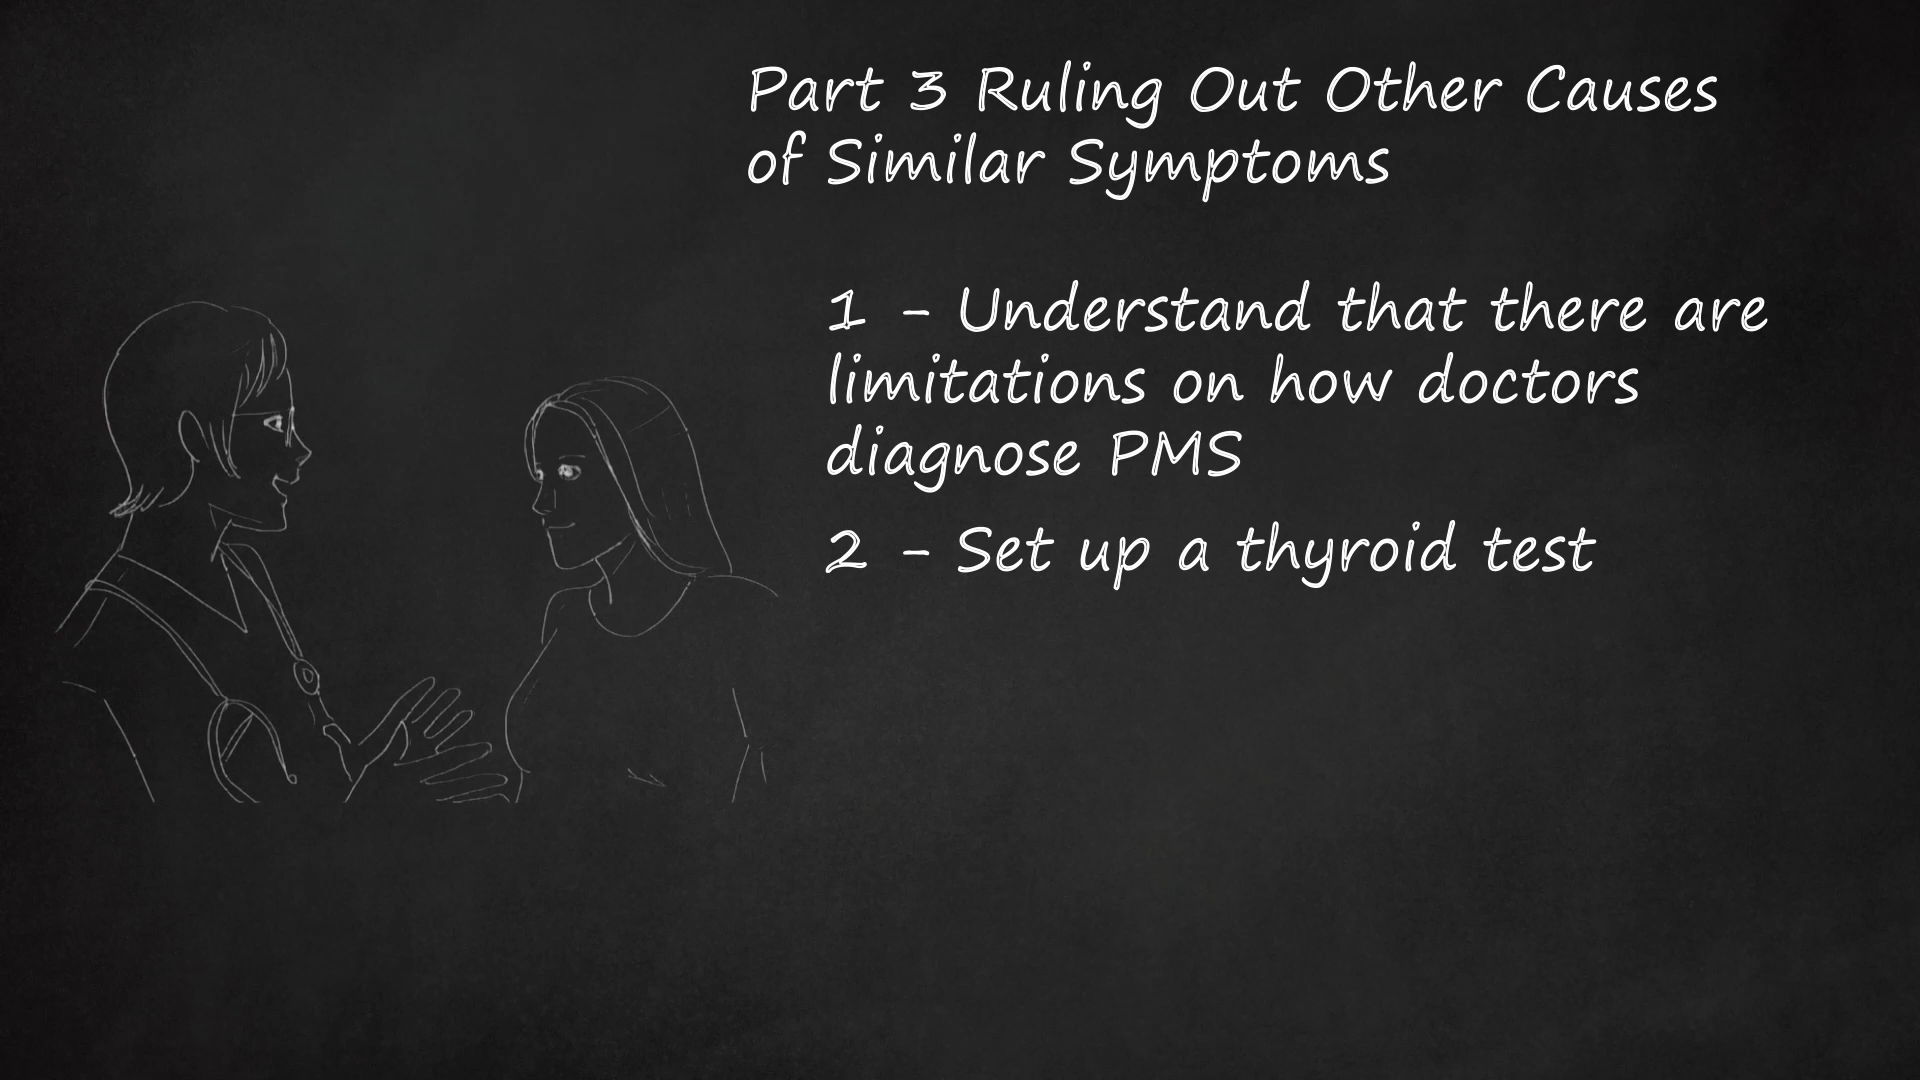 Part 3 Ruling Out Other Causes
of Similar Symptoms
1 - Understand that there are
limitations on how doctors
diagnose PMS
2 - Set up a thyroid test